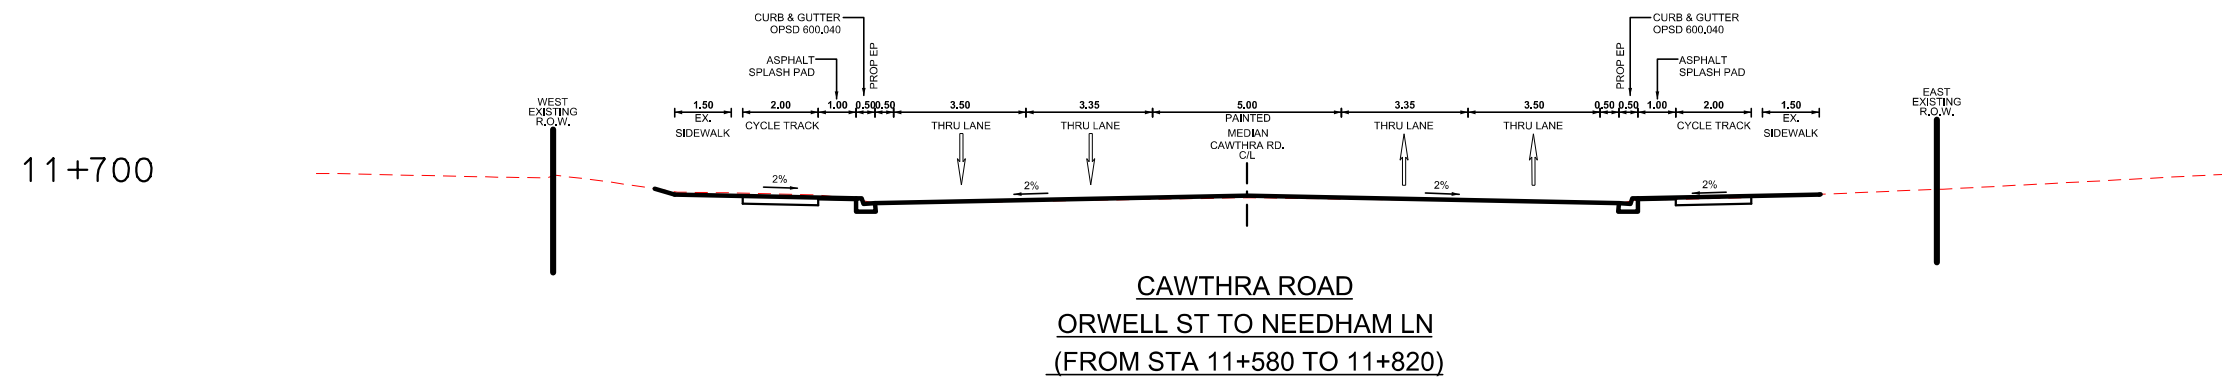 CURB & GUTTER
OPSD 600.040
PROP EP
ASPHALT
SPLASH PAD
CURB & GUTTER
OPSD 600.040
PROP EP
ASPHALT
SPLASH PAD
WEST
EXISTING
R.O.W.
1.50 2.00 1.00 0.50 0.50 3.50 3.35 5.00 3.35 3.50 0.50 0.50 1.00 2.00 1.50
EAST
EXISTING
R.O.W.
EX.
SIDEWALK
CYCLE TRACK
THRU LANE
THRU LANE
PAINTED
MEDIAN
CAWTHRA RD.
C/L
THRU LANE
THRU LANE
CYCLE TRACK
EX.
SIDEWALK
11+700
2%
2%
2%
2%
CAWTHRA ROAD
ORWELL ST TO NEEDHAM LN
(FROM STA 11+580 TO 11+820)